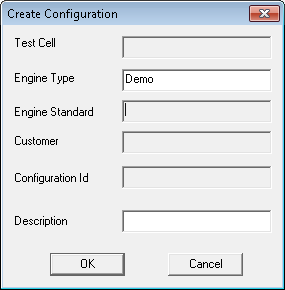 Create Configuration
Test Cell
Engine Type Demo
Engine Standard
Customer
Configuration Id
Description
OK Cancel